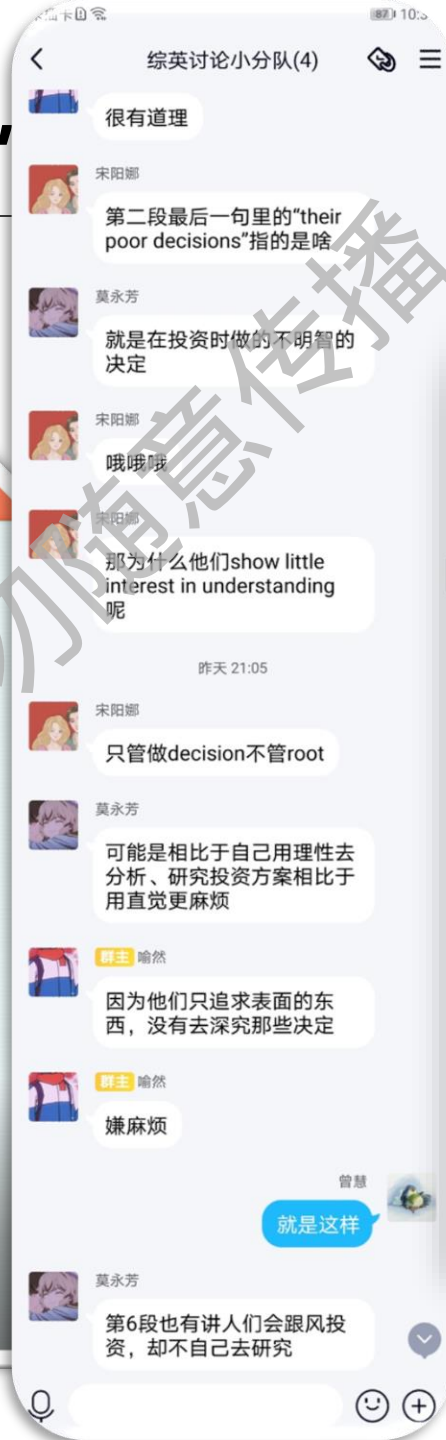 87 10:3
综英讨论小分队(4)
很有道理
宋阳娜
第二段最后一句里的“their
poor decisions”指的是啥
莫永芳
就是在投资时做的不明智的
决定
宋阳娜
哦哦哦
宋阳娜
那为什么他们show little
interest in understanding
呢
昨天 21:05
宋阳娜
只管做decision不管root
莫永芳
可能是相比于自己用理性去
分析、研究投资方案相比于
用直觉更麻烦
群主 喻然
因为他们只追求表面的东
西，没有去深究那些决定
群主 喻然
嫌麻烦
曾慧
就是这样
莫永芳
第6段也有讲人们会跟风投
资，却不自己去研究
勿随意传播